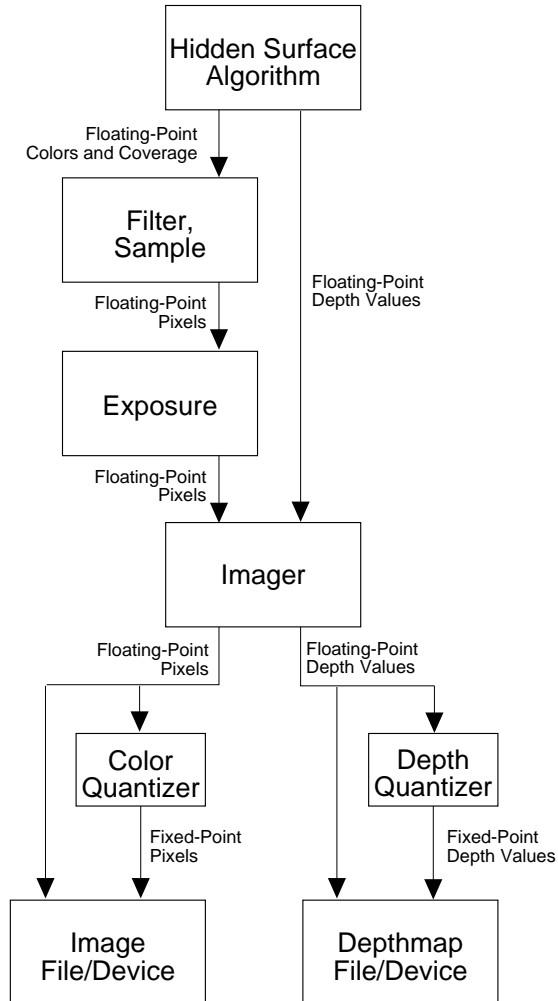 Hidden Surface
Algorithm
Floating-Point
Colors and Coverage
Filter,
Sample
Floating-Point
Depth Values
Floating-Point
Pixels
Exposure
Floating-Point
Pixels
Imager
Floating-Point
Pixels
Floating-Point
Depth Values
Color
Quantizer
Depth
Quantizer
Fixed-Point
Pixels
Fixed-Point
Depth Values
Image
File/Device
Depthmap
File/Device